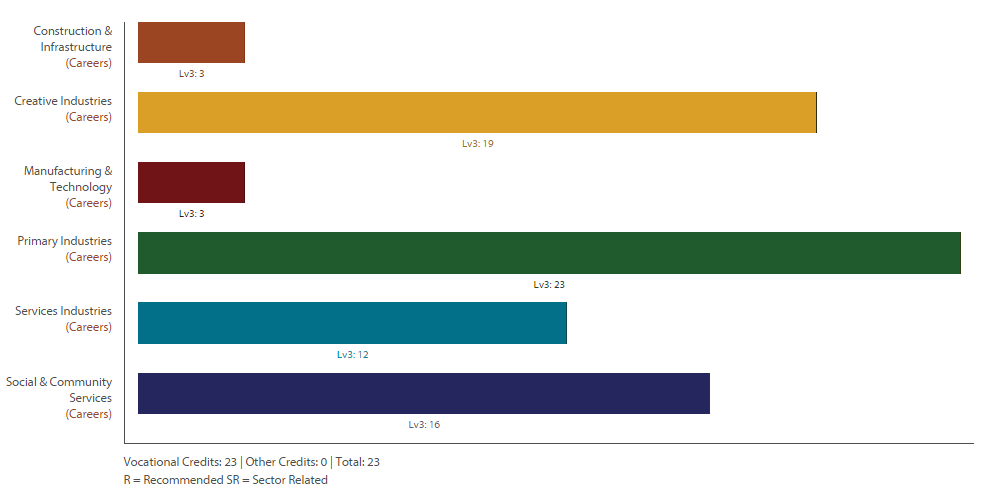 Construction &
Infrastructure
(Careers)
Lv3: 3
Creative Industries
(Careers)
Lv3: 19
Manufacturing &
Technology
(Careers)
Lv3: 3
Primary Industries
(Careers)
Lv3: 23
Services Industries
(Careers)
Lv3: 12
Social & Community
Services
(Careers)
Lv3: 16
Vocational Credits: 23 | Other Credits: 0 | Total: 23
R = Recommended SR = Sector Related